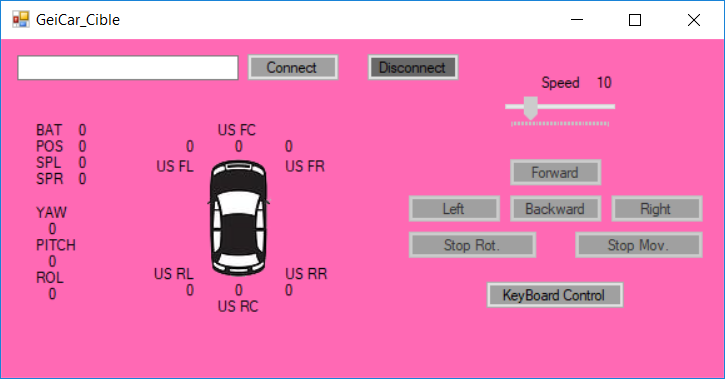 GeiCar_Cible
Connect
Disconnect
Speed 10
BAT 0
POS 0
SPL 0
SPR 0
YAW
0
PITCH
0
ROL
0
US FC
0 0 0
US FL US FR
US RL US RR
0 0 0
US RC
Forward
Left Backward Right
Stop Rot. Stop Mov.
KeyBoard Control